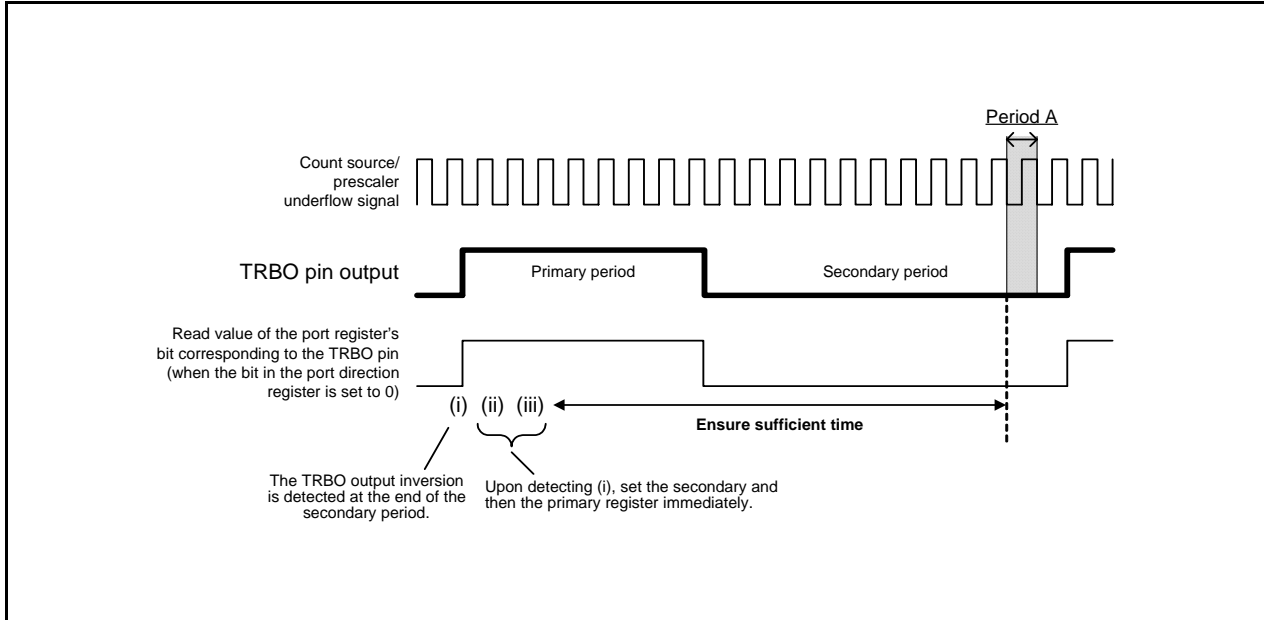 Period A
Count source/
prescaler
underflow signal
TRBO pin output
Primary period
Secondary period
Read value of the port register's
bit corresponding to the TRBO pin
(when the bit in the port direction
register is set to 0)
(i) (ii) (iii)
Ensure sufficient time
The TRBO output inversion
is detected at the end of the
secondary period.
Upon detecting (i), set the secondary and
then the primary register immediately.